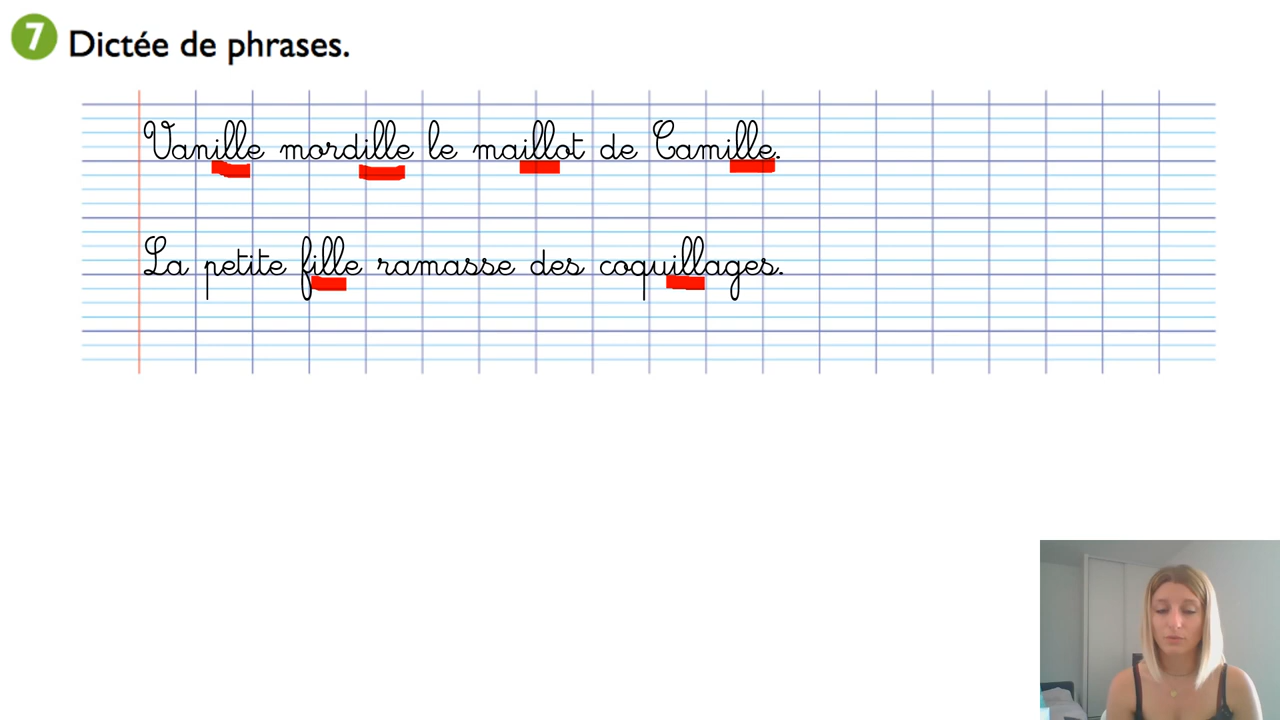 7 Dictée de phrases.
Vanille mordille le maillot de Camille.
La petite fille ramasse des coquillages.